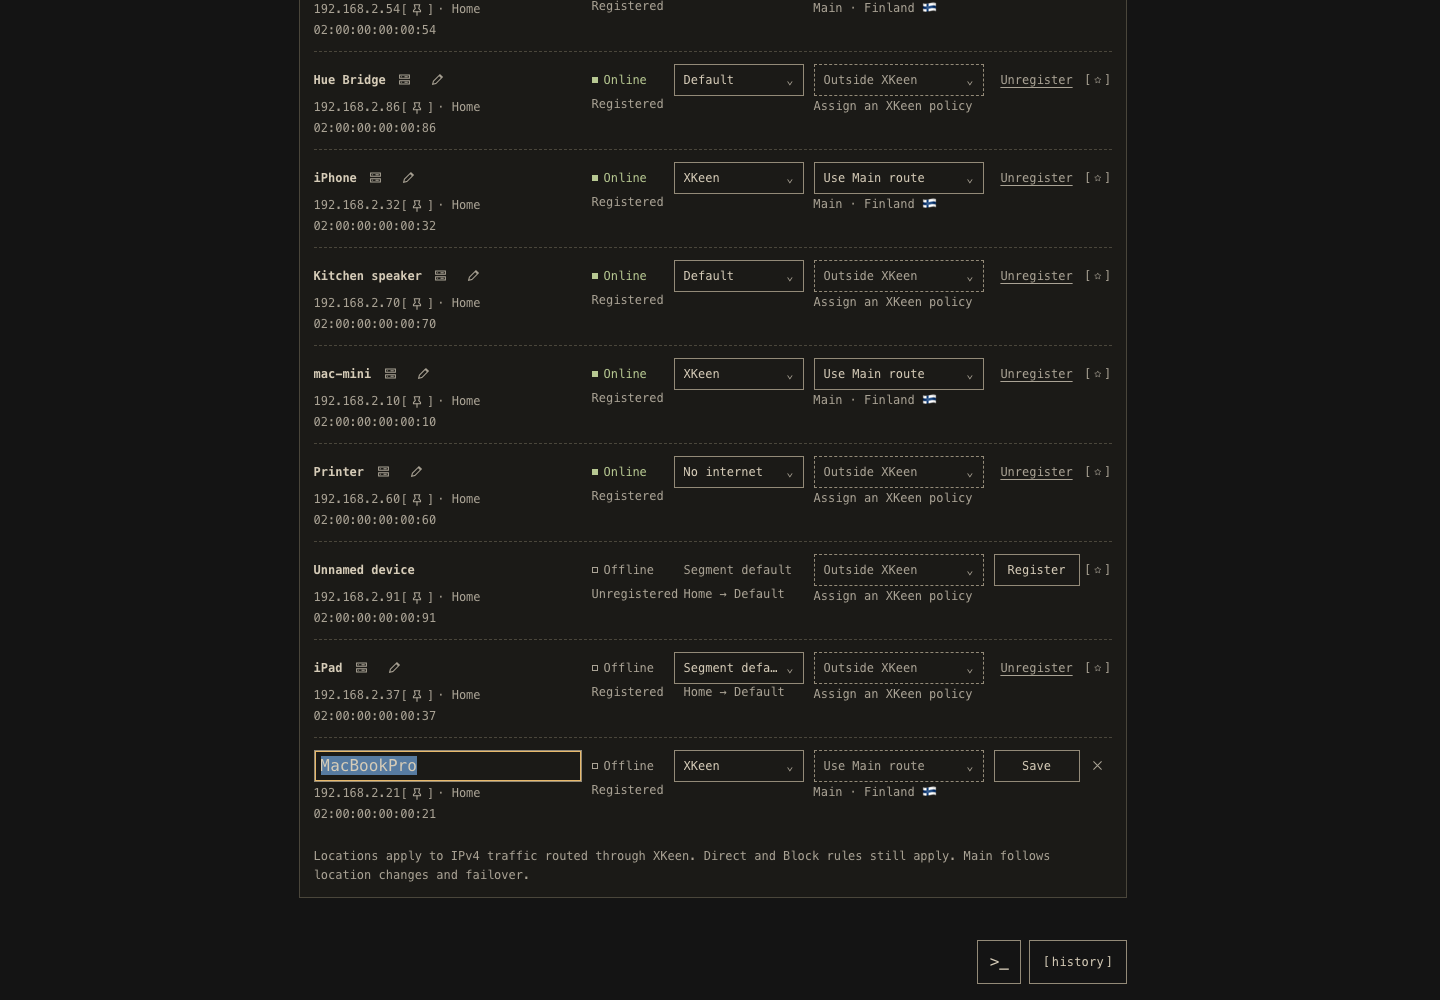 192.168.2.54[ ] · Home
Registered
Main · Finland
02:00:00:00:00:54
Hue Bridge
Online
Default
Outside XKeen
Unregister [☆]
192.168.2.86[ ] · Home
Registered
Assign an XKeen policy
02:00:00:00:00:86
iPhone
Online
XKeen
Use Main route
Unregister [☆]
192.168.2.32[ ] · Home
Registered
Main · Finland
02:00:00:00:00:32
Kitchen speaker
Online
Default
Outside XKeen
Unregister [☆]
192.168.2.70[ ] · Home
Registered
Assign an XKeen policy
02:00:00:00:00:70
mac-mini
Online
XKeen
Use Main route
Unregister [☆]
192.168.2.10[ ] · Home
Registered
Main · Finland
02:00:00:00:00:10
Printer
Online
No internet
Outside XKeen
Unregister [☆]
192.168.2.60[ ] · Home
Registered
Assign an XKeen policy
02:00:00:00:00:60
Unnamed device
Offline
Segment default
Outside XKeen
Register [☆]
192.168.2.91[ ] · Home
Unregistered
Home → Default
Assign an XKeen policy
02:00:00:00:00:91
iPad
Offline
Segment defa…
Outside XKeen
Unregister [☆]
192.168.2.37[ ] · Home
Registered
Home → Default
Assign an XKeen policy
02:00:00:00:00:37
MacBookPro
Offline
XKeen
Use Main route
Save ×
192.168.2.21[ ] · Home
Registered
Main · Finland
02:00:00:00:00:21
Locations apply to IPv4 traffic routed through XKeen. Direct and Block rules still apply. Main follows
location changes and failover.
>_
[history]